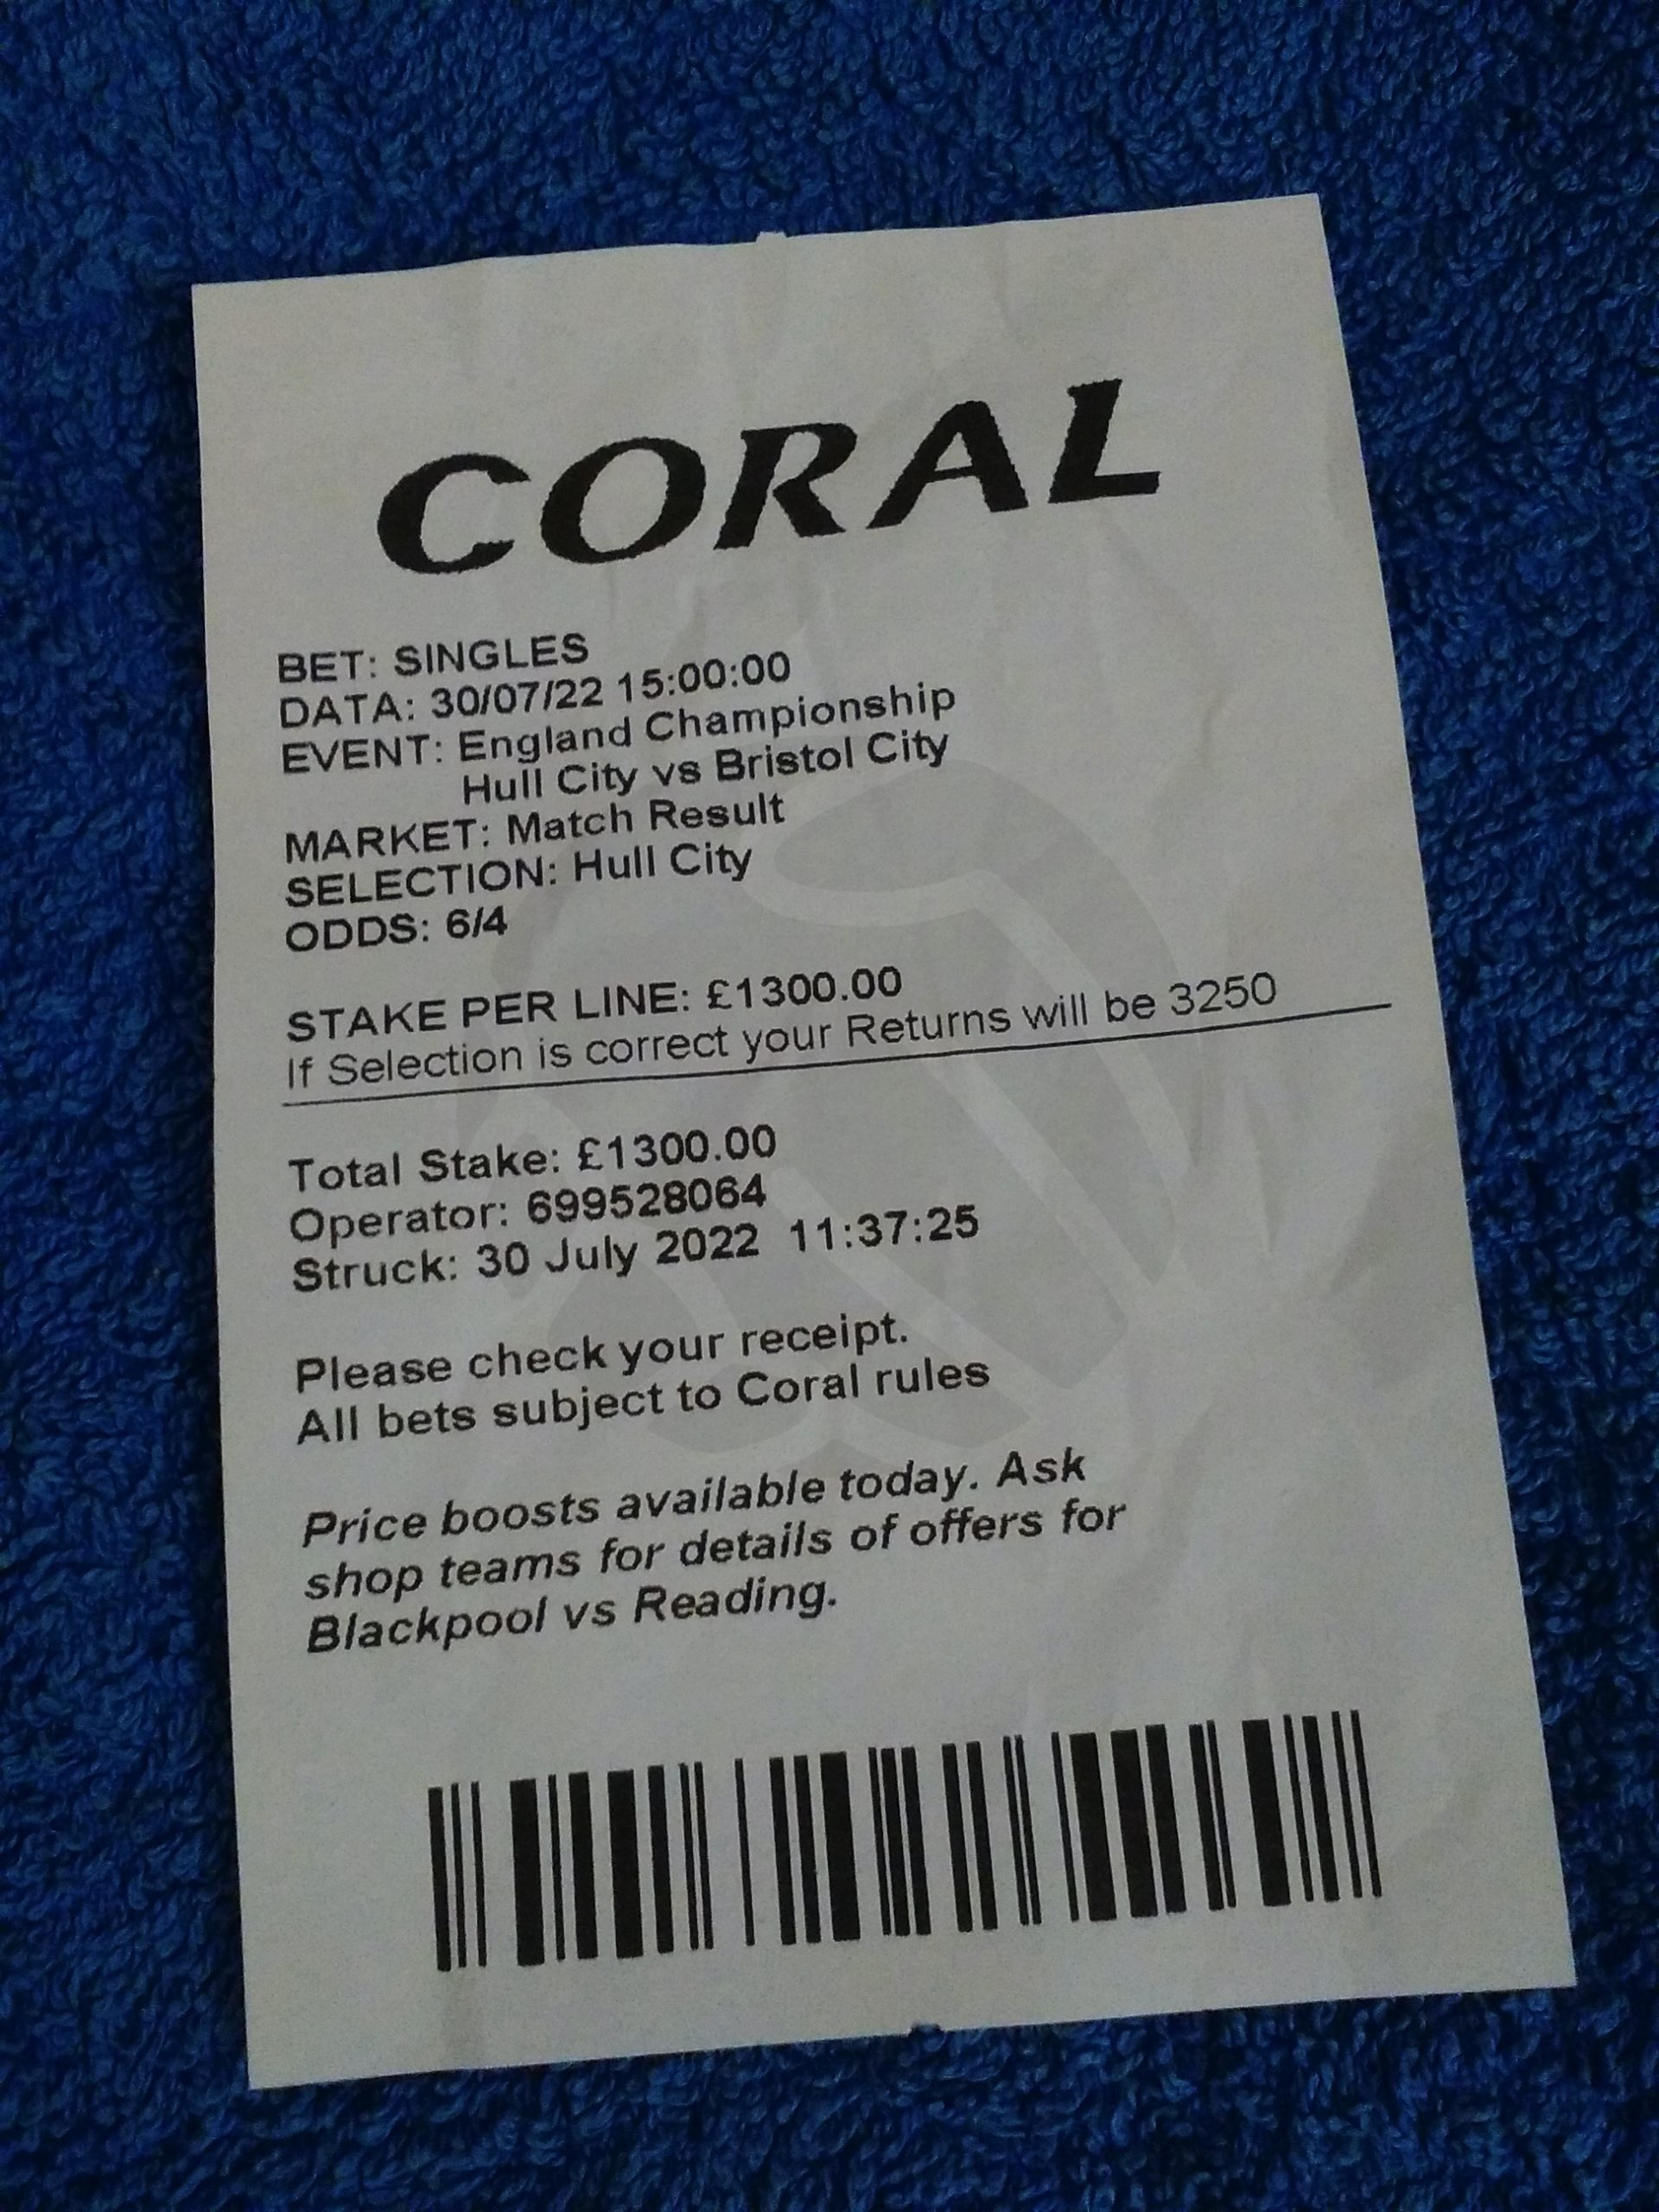 CORAL
BET: SINGLES
DATA: 30/07/22 15:00:00
EVENT: England Championship
Hull City vs Bristol City
MARKET: Match Result
SELECTION: Hull City
ODDS: 6/4
STAKE PER LINE: £1300.00
If Selection is correct your Returns will be 3250
Total Stake: £1300.00
Operator: 699528064
Struck: 30 July 2022 11:37:25
Please check your receipt.
All bets subject to Coral rules
Price boosts available today. Ask
shop teams for details of offers for
Blackpool vs Reading.